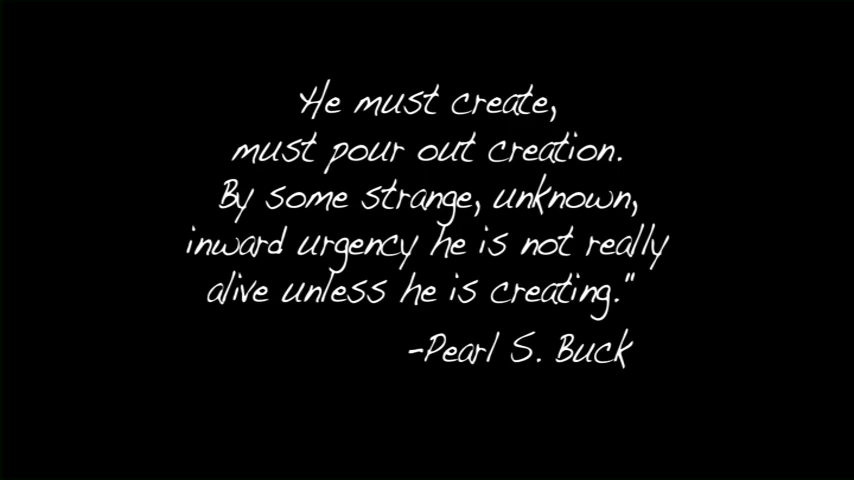 He must create,
must pour out creation.
By some strange, unknown,
inward urgency he is not really
alive unless he is creating."
-Pearl S. Buck